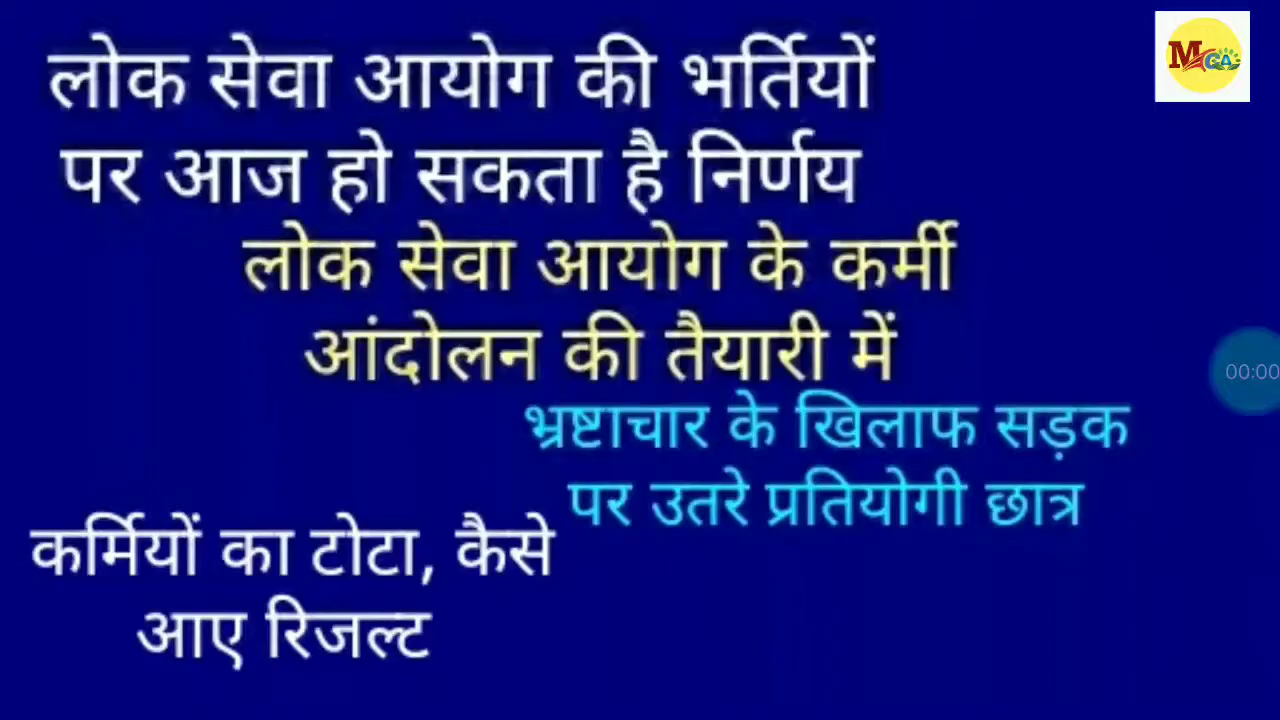 लोक सेवा आयोग की भर्तियों
पर आज हो सकता है निर्णय
लोक सेवा आयोग के कर्मी
आंदोलन की तैयारी में
भ्रष्टाचार के खिलाफ सड़क
पर उतरे प्रतियोगी छात्र
कर्मियों का टोटा, कैसे
आए रिजल्ट
MGA
00:00